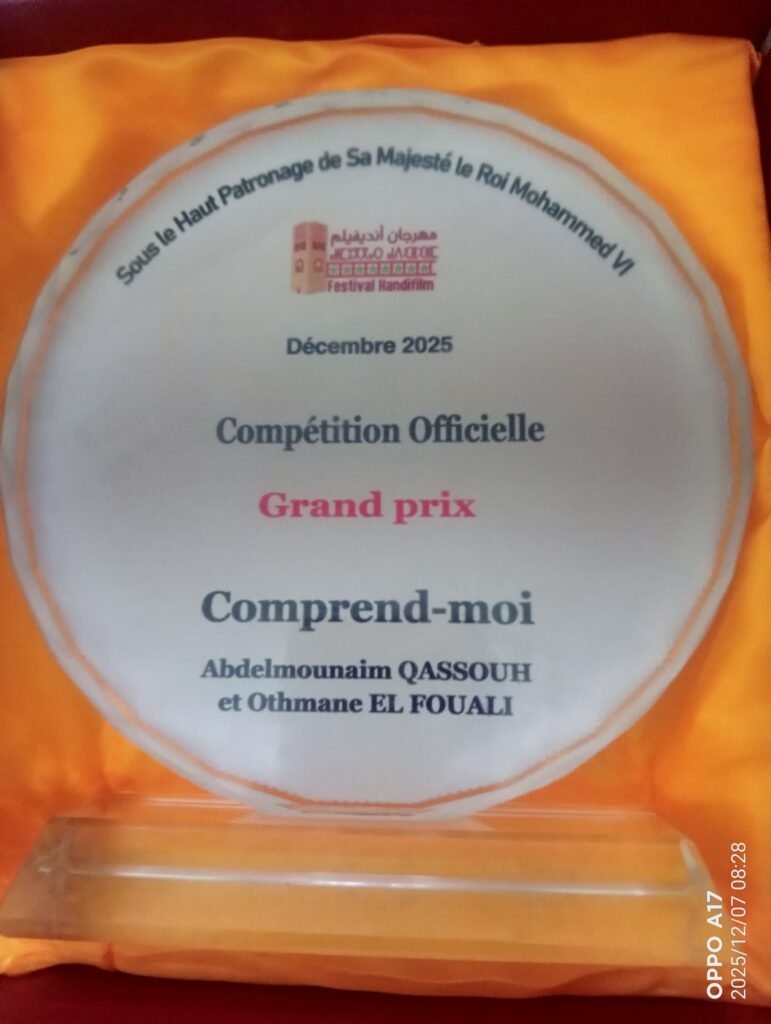 Sous le Haut Patronage de Sa Majesté le Roi Mohammed VI
مهرجان أنديفيلم
Festival Handifilm
Décembre 2025
Compétition Officielle
Grand prix
Comprend-moi
Abdelmounaim QASSOUH
et Othmane EL FOUALI
OPPO A17
2025/12/07 08:28